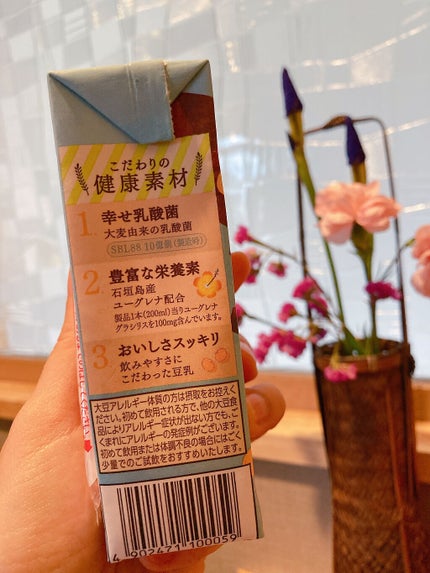 こだわりの
健康素材
1. 幸せ乳酸菌
大麦由来の乳酸菌
SBL88 10億個(製造時)
2. 豊富な栄養素
石垣島産
ユーグレナ配合
製品1本(200ml)当りユーグレナ
グラシリスを100mg含んでいます。
3. おいしさスッキリ
飲みやすさに
こだわった豆乳
大豆アレルギー体質の方は摂取をお控えく
ださい。初めて飲用される方で、他の大豆食
品によりアレルギー症状が出ない方でも、ご
くまれにアレルギーの発症例がございます。
初めて飲用または体調不良の場合にはごく
少量でのご試飲をおすすめいたします。
4 902471 100059